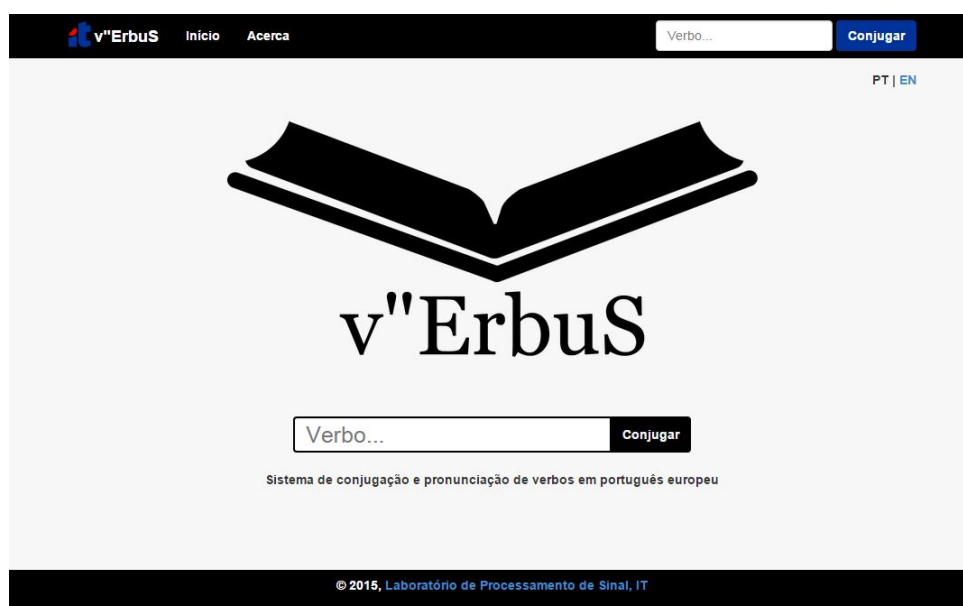 it v"ErbuS Início Acerca Verbo... Conjugar
PT | EN
v"ErbuS
Verbo... Conjugar
Sistema de conjugação e pronunciação de verbos em português europeu
© 2015, Laboratório de Processamento de Sinal, IT